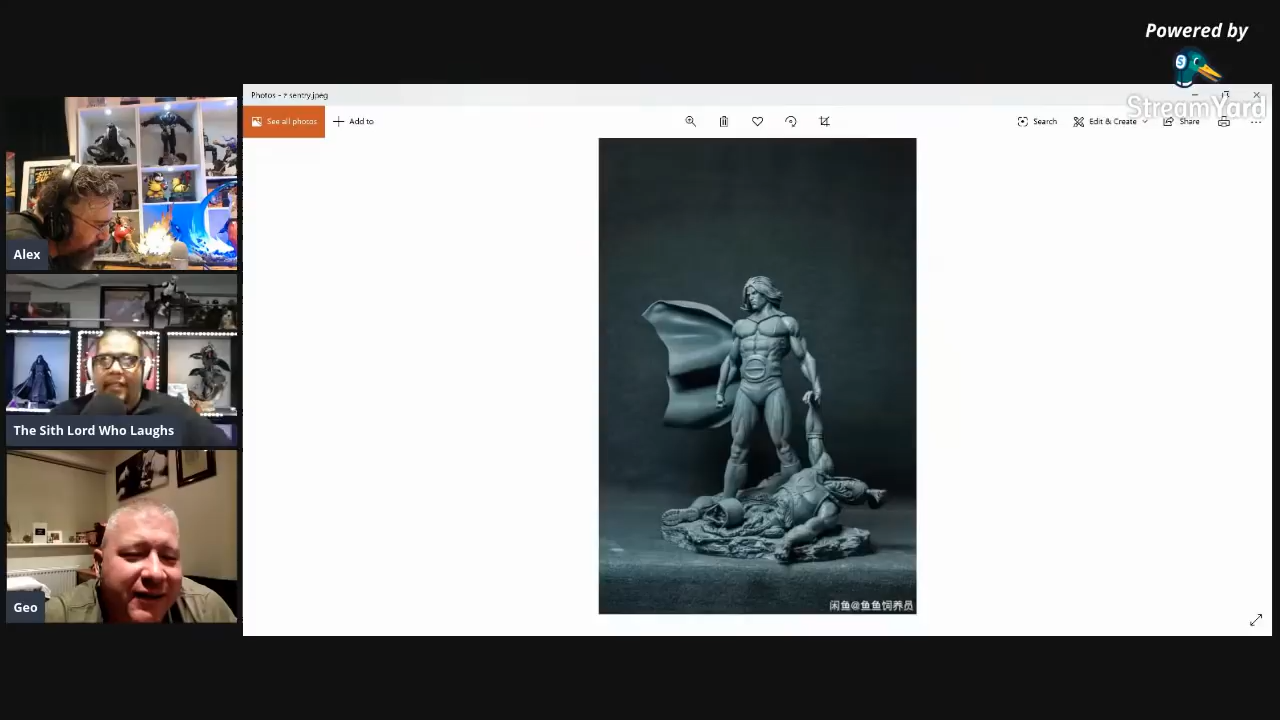 Powered by
StreamYard
Photos - z sentry.jpeg
See all photos
Add to
Search
Edit & Create
Share
Alex
The Sith Lord Who Laughs
Geo
闲鱼@鱼鱼饲养员